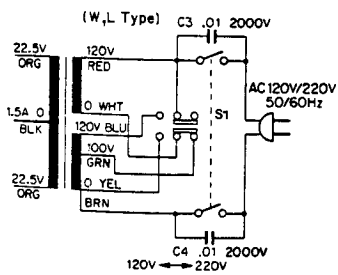 (W,L Type)
C3 .01 2000V
22.5V
ORG
120V
RED
AC120V/220V
50/60Hz
1.5A 0
BLK
0 WHT
120V BLU
S1
100V
GRN
22.5V
ORG
0 YEL
BRN
C4 .01 2000V
120V ↔ 220V